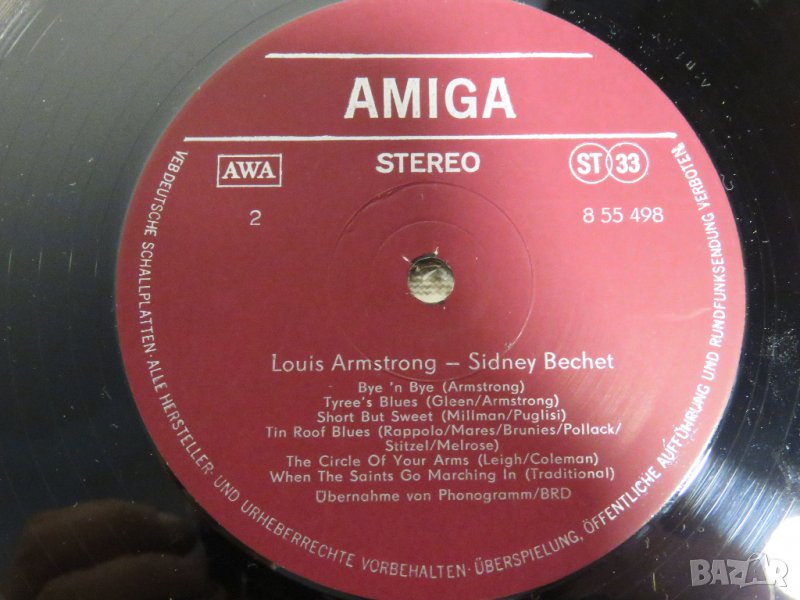 AMIGA
AWA
STEREO
ST 33
2
8 55 498
Louis Armstrong – Sidney Bechet
Bye 'n Bye (Armstrong)
Tyree's Blues (Gleen/Armstrong)
Short But Sweet (Millman/Puglisi)
Tin Roof Blues (Rappolo/Mares/Brunies/Pollack/
Stitzel/Melrose)
The Circle Of Your Arms (Leigh/Coleman)
When The Saints Go Marching In (Traditional)
Übernahme von Phonogramm/BRD
VEB DEUTSCHE SCHALLPLATTEN · ALLE HERSTELLER- UND URHEBERRECHTE VORBEHALTEN · ÜBERSPIELUNG, ÖFFENTLICHE AUFFÜHRUNG UND RUNDFUNKSENDUNG VERBOTEN
BAZAR